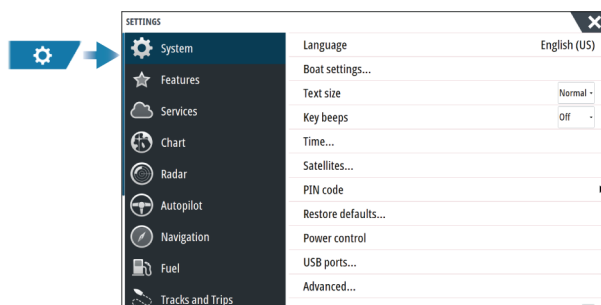 SETTINGS
System
Features
Services
Chart
Radar
Autopilot
Navigation
Fuel
Tracks and Trips
Language English (US)
Boat settings...
Text size Normal
Key beeps Off
Time...
Satellites...
PIN code
Restore defaults...
Power control
USB ports...
Advanced...